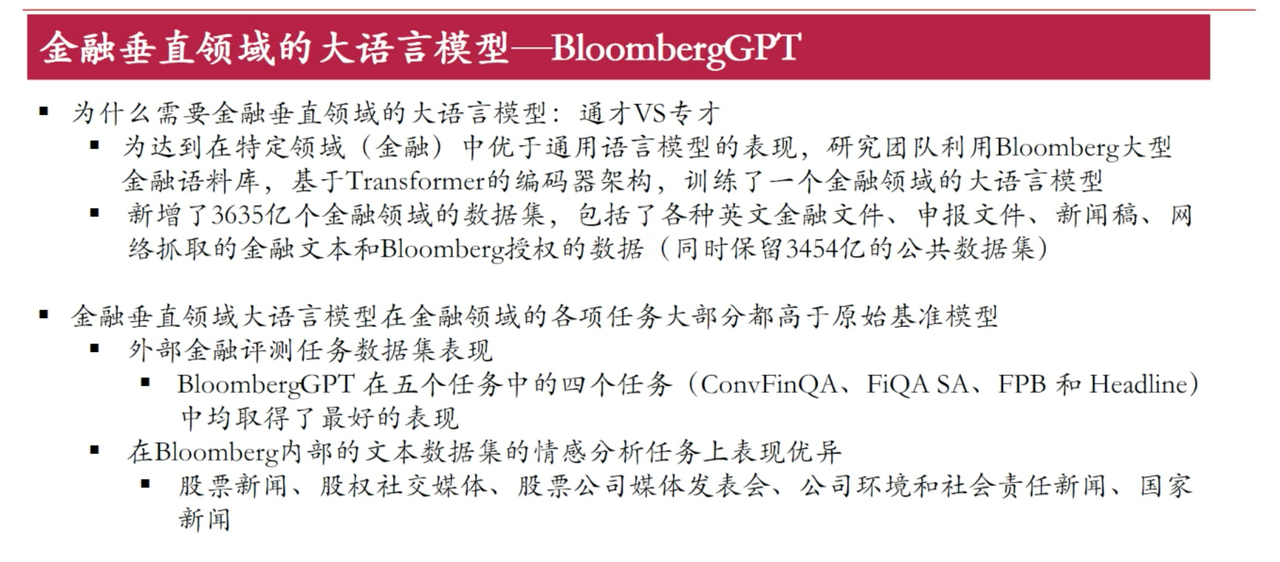 金融垂直领域的大语言模型—BloombergGPT
▪ 为什么需要金融垂直领域的大语言模型：通才VS专才
▪ 为达到在特定领域（金融）中优于通用语言模型的表现，研究团队利用Bloomberg大型
金融语料库，基于Transformer的编码器架构，训练了一个金融领域的大语言模型
▪ 新增了3635亿个金融领域的数据集，包括了各种英文金融文件、申报文件、新闻稿、网
络抓取的金融文本和Bloomberg授权的数据（同时保留3454亿的公共数据集）
▪ 金融垂直领域大语言模型在金融领域的各项任务大部分都高于原始基准模型
▪ 外部金融评测任务数据集表现
▪ BloombergGPT 在五个任务中的四个任务（ConvFinQA、FiQA SA、FPB 和 Headline）
中均取得了最好的表现
▪ 在Bloomberg内部的文本数据集的情感分析任务上表现优异
▪ 股票新闻、股权社交媒体、股票公司媒体发表会、公司环境和社会责任新闻、国家
新闻